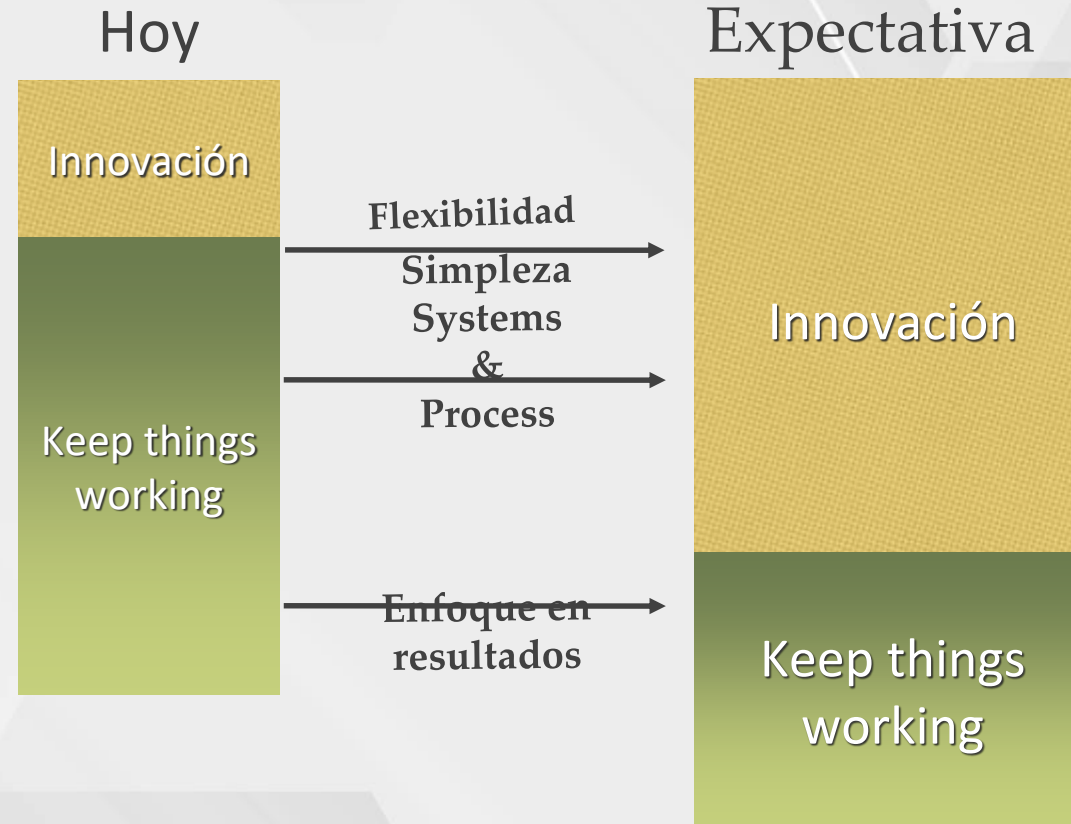 Hoy
Expectativa
Innovación
Keep things
working
Flexibilidad
Simpleza
Systems
&
Process
Enfoque en
resultados
Innovación
Keep things
working